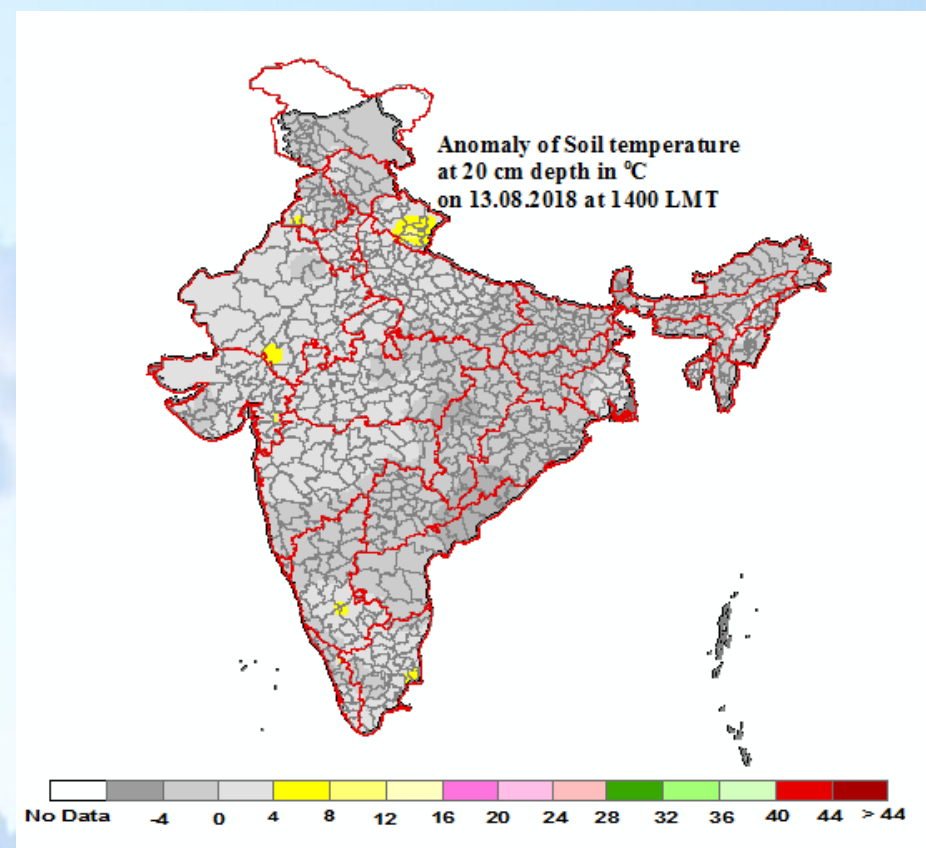 Anomaly of Soil temperature
at 20 cm depth in °C
on 13.08.2018 at 1400 LMT
No Data -4 0 4 8 12 16 20 24 28 32 36 40 44 > 44